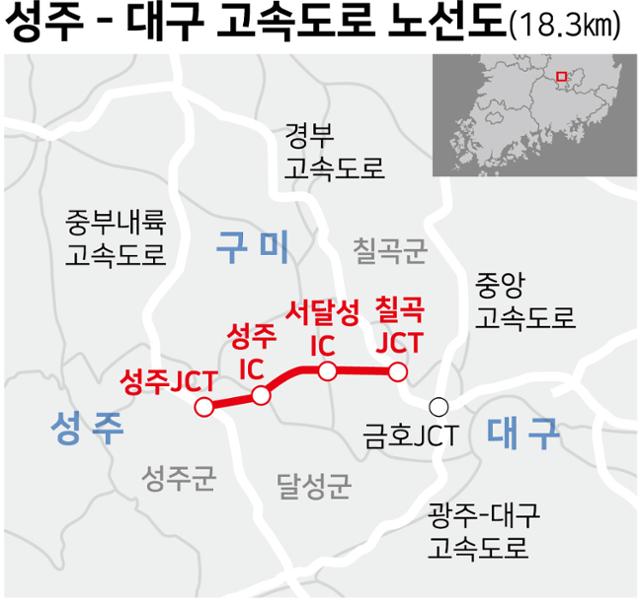 성주 - 대구 고속도로 노선도(18.3㎞)
경부
고속도로
중부내륙
고속도로
구 미
칠곡군
중앙
고속도로
서달성
IC
칠곡
JCT
성주
IC
성주JCT
성 주
금호JCT
대 구
성주군
달성군
광주-대구
고속도로